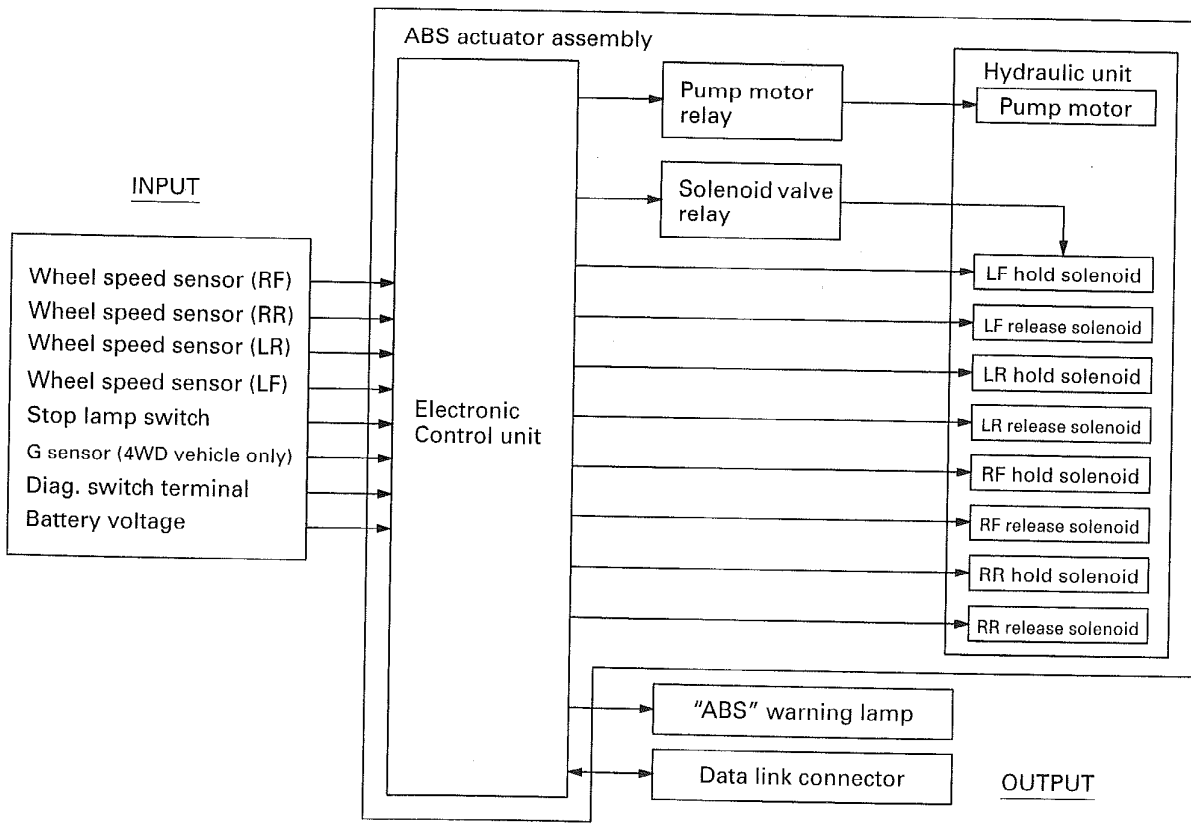 ABS actuator assembly
Pump motor
relay
Hydraulic unit
Pump motor
Solenoid valve
relay
INPUT
Wheel speed sensor (RF)
Wheel speed sensor (RR)
Wheel speed sensor (LR)
Wheel speed sensor (LF)
Stop lamp switch
G sensor (4WD vehicle only)
Diag. switch terminal
Battery voltage
Electronic
Control unit
LF hold solenoid
LF release solenoid
LR hold solenoid
LR release solenoid
RF hold solenoid
RF release solenoid
RR hold solenoid
RR release solenoid
“ABS” warning lamp
Data link connector
OUTPUT